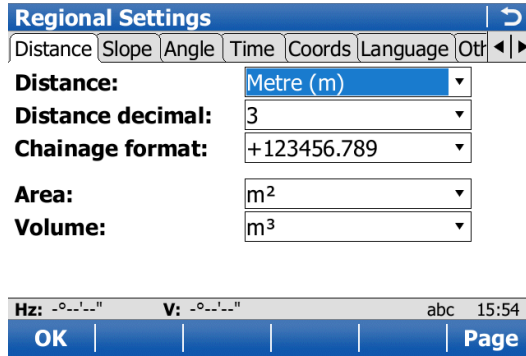 Regional Settings
Distance Slope Angle Time Coords Language Oth
Distance: Metre (m)
Distance decimal: 3
Chainage format: +123456.789
Area: m²
Volume: m³
Hz: -°--'--" V: -°--'--" abc 15:54
OK Page